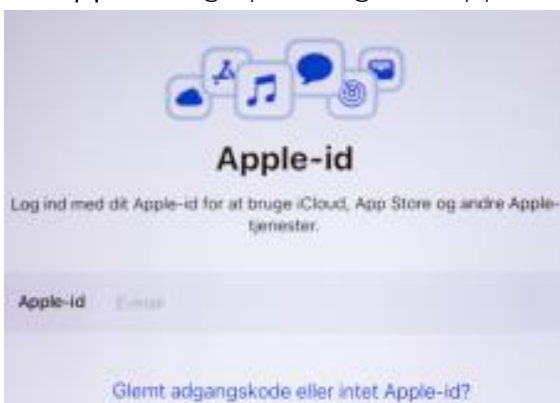 Apple-id
Log ind med dit Apple-id for at bruge iCloud, App Store og andre Apple-
tjenester.
Apple-id E-mail
Glemt adgangskode eller intet Apple-id?